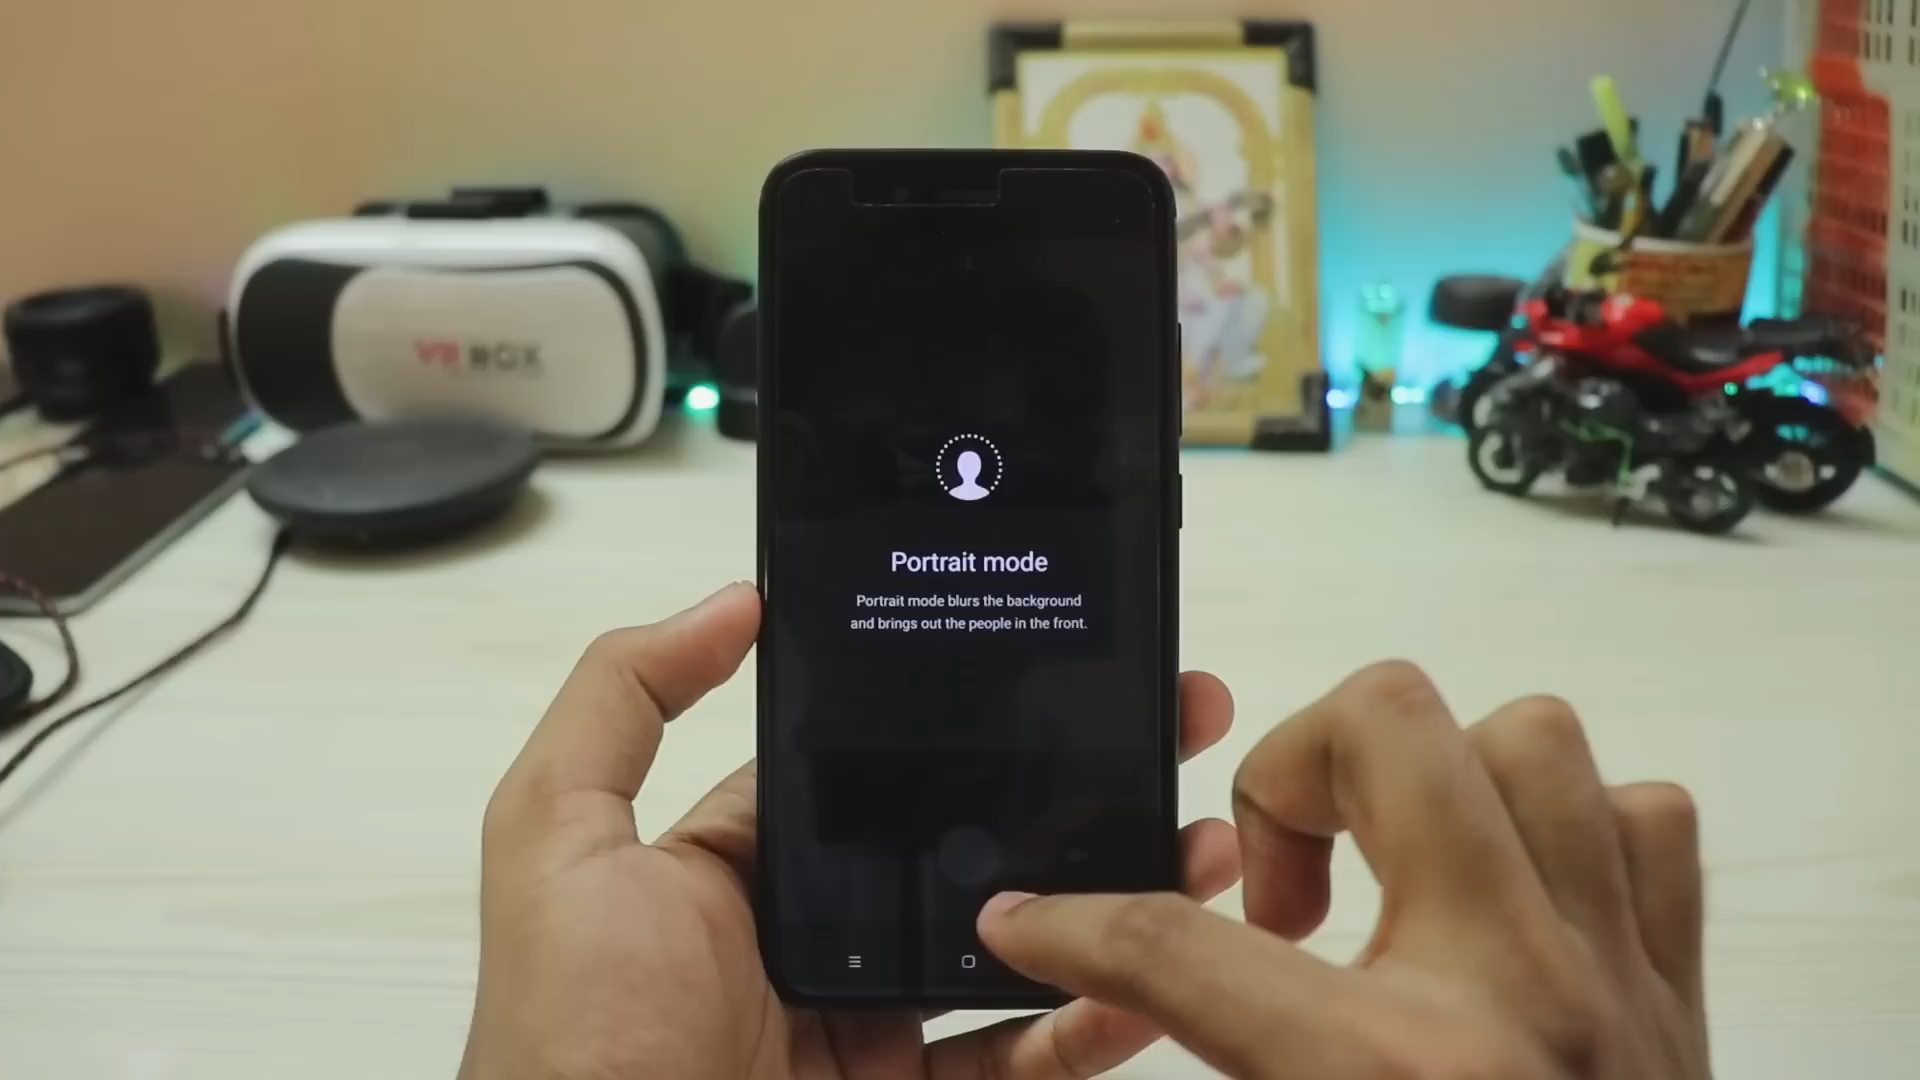 VR BOX
Portrait mode
Portrait mode blurs the background
and brings out the people in the front.